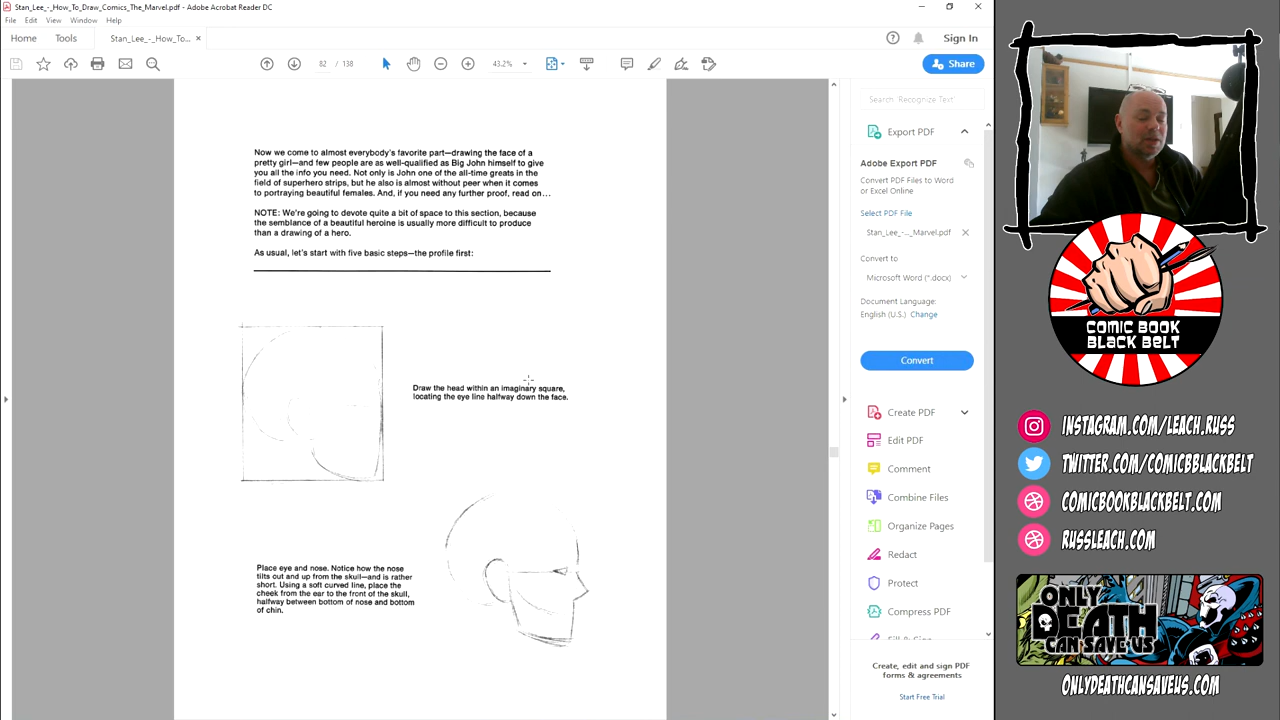 Stan_Lee_-_How_To_Draw_Comics_The_Marvel.pdf - Adobe Acrobat Reader DC
File Edit View Window Help
Home Tools Stan_Lee_-_How_To... × Sign In
82 / 138 43.2% Share
Now we come to almost everybody's favorite part—drawing the face of a
pretty girl—and few people are as well-qualified as Big John himself to give
you all the info you need. Not only is John one of the all-time greats in the
field of superhero strips, but he also is almost without peer when it comes
to portraying beautiful females. And, if you need any further proof, read on...
NOTE: We're going to devote quite a bit of space to this section, because
the semblance of a beautiful heroine is usually more difficult to produce
than a drawing of a hero.
As usual, let's start with five basic steps—the profile first:
Draw the head within an imaginary square,
locating the eye line halfway down the face.
Place eye and nose. Notice how the nose
tilts out and up from the skull—and is rather
short. Using a soft curved line, place the
cheek from the ear to the front of the skull,
halfway between bottom of nose and bottom
of chin.
Search 'Recognize Text'
Export PDF
Adobe Export PDF
Convert PDF Files to Word
or Excel Online
Select PDF File
Stan_Lee_-..._Marvel.pdf
Convert to
Microsoft Word (*.docx)
Document Language:
English (U.S.) Change
Convert
Create PDF
Edit PDF
Comment
Combine Files
Organize Pages
Redact
Protect
Compress PDF
Fill & Sign
Create, edit and sign PDF
forms & agreements
Start Free Trial
COMIC BOOK
BLACK BELT
INSTAGRAM.COM/LEACH.RUSS
TWITTER.COM/COMICBBLACKBELT
COMICBOOKBLACKBELT.COM
RUSSLEACH.COM
ONLY
DEATH
CAN SAVE US
ONLYDEATHCANSAVEUS.COM